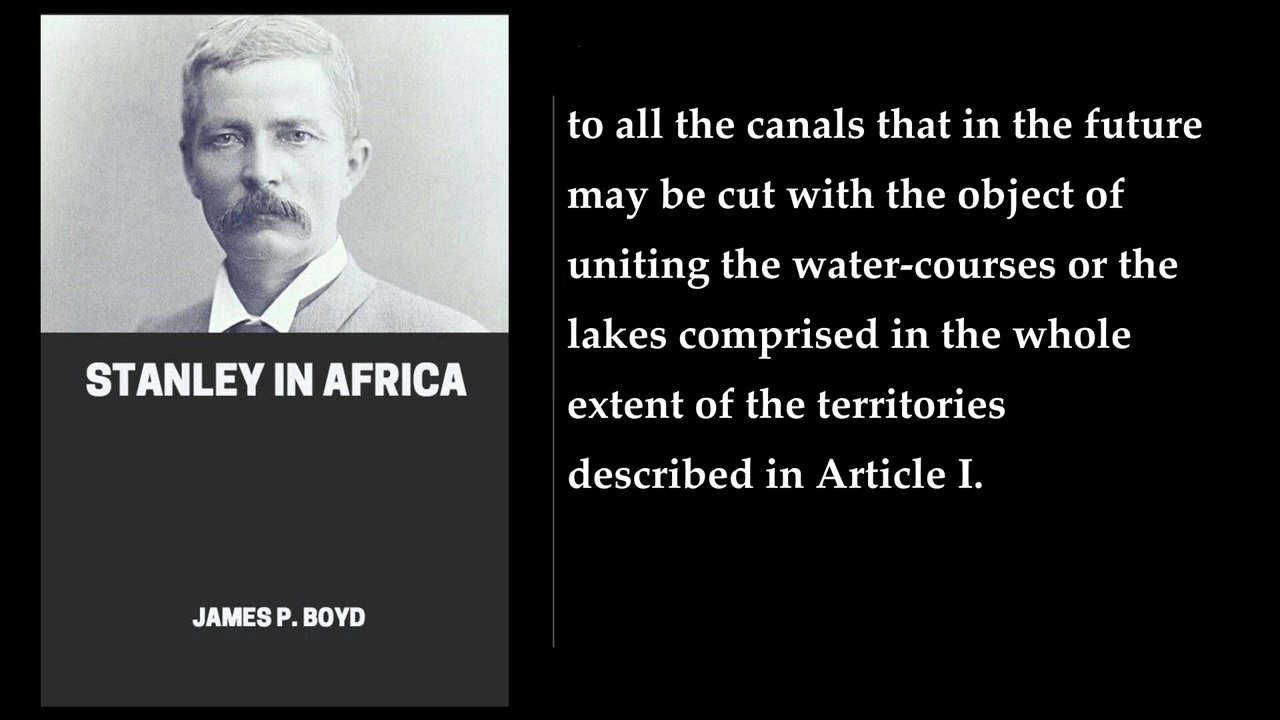 STANLEY IN AFRICA
JAMES P. BOYD
to all the canals that in the future
may be cut with the object of
uniting the water-courses or the
lakes comprised in the whole
extent of the territories
described in Article I.